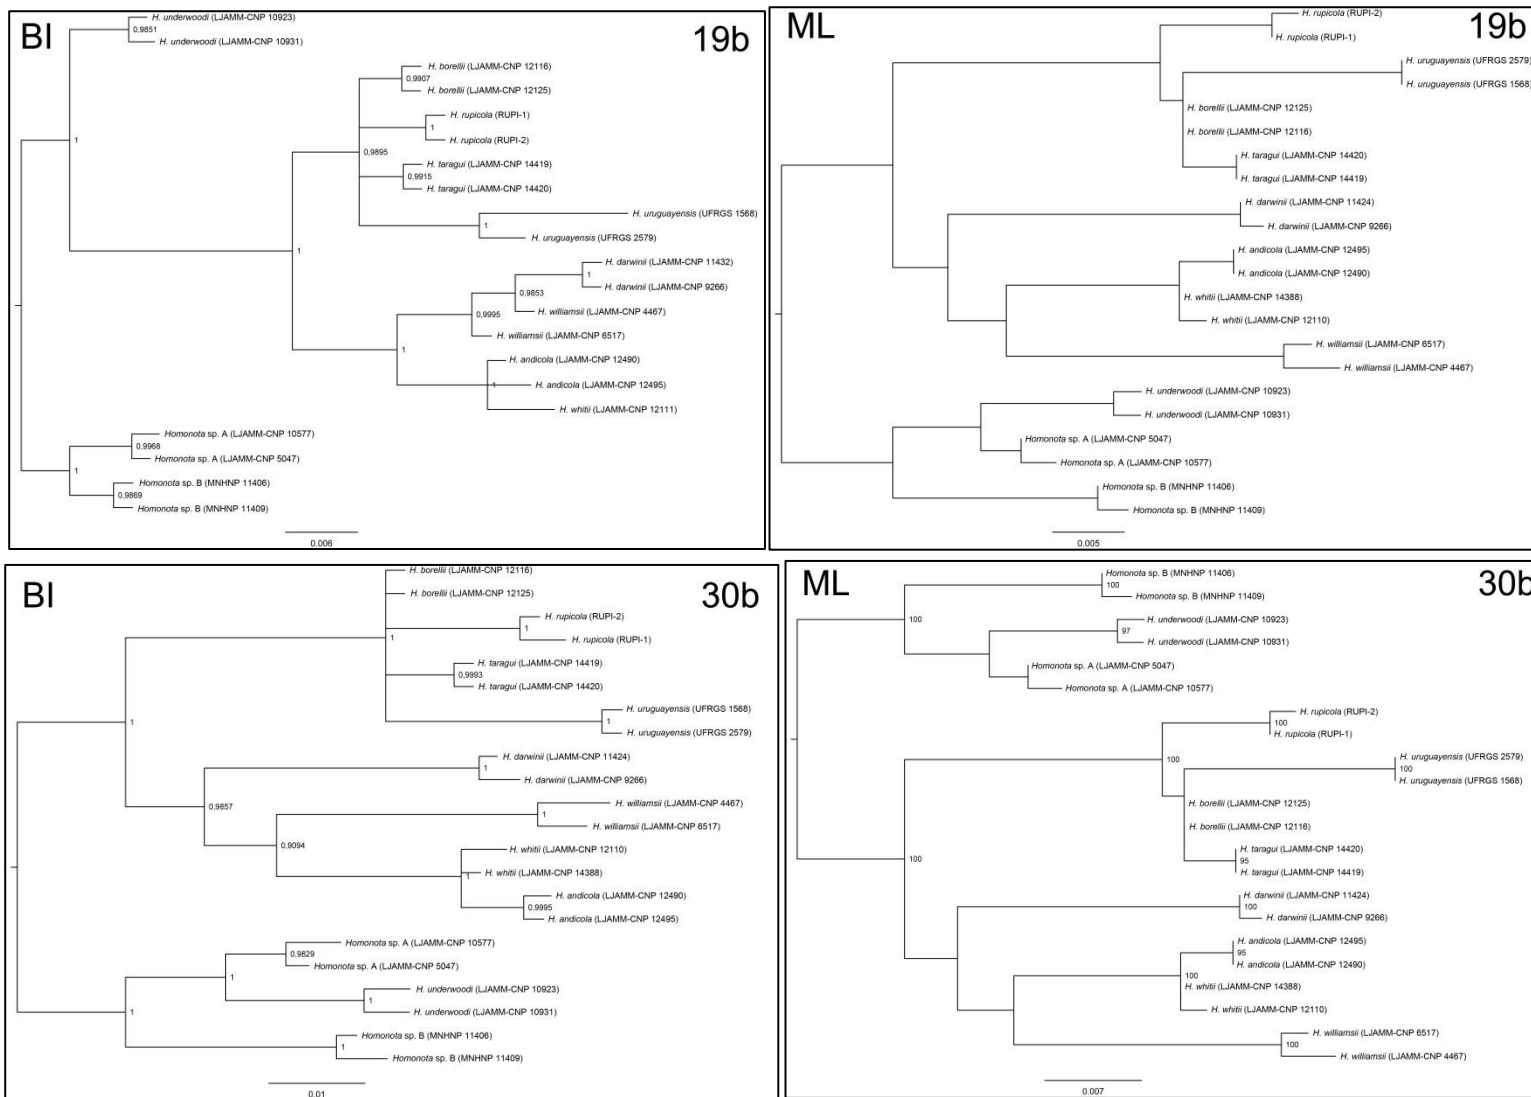 BI
19b
H. underwoodi (LJAMM-CNP 10923)
0,9851
H. underwoodi (LJAMM-CNP 10931)
H. borellii (LJAMM-CNP 12116)
0,9907
H. borellii (LJAMM-CNP 12125)
H. rupicola (RUPI-1)
1
1
H. rupicola (RUPI-2)
0,9895
H. taragui (LJAMM-CNP 14419)
0,9915
H. taragui (LJAMM-CNP 14420)
H. uruguayensis (UFRGS 1568)
1
H. uruguayensis (UFRGS 2579)
1
H. darwinii (LJAMM-CNP 11432)
1
0,9853
H. darwinii (LJAMM-CNP 9266)
H. williamsii (LJAMM-CNP 4467)
0,9995
H. williamsii (LJAMM-CNP 6517)
1
H. andicola (LJAMM-CNP 12490)
1
H. andicola (LJAMM-CNP 12495)
H. whitii (LJAMM-CNP 12111)
Homonota sp. A (LJAMM-CNP 10577)
0,9968
Homonota sp. A (LJAMM-CNP 5047)
1
Homonota sp. B (MNHNP 11406)
0,9869
Homonota sp. B (MNHNP 11409)
0.006
ML
19b
H. rupicola (RUPI-2)
H. rupicola (RUPI-1)
H. uruguayensis (UFRGS 2579)
H. uruguayensis (UFRGS 1568)
H. borellii (LJAMM-CNP 12125)
H. borellii (LJAMM-CNP 12116)
H. taragui (LJAMM-CNP 14420)
H. taragui (LJAMM-CNP 14419)
H. darwinii (LJAMM-CNP 11424)
H. darwinii (LJAMM-CNP 9266)
H. andicola (LJAMM-CNP 12495)
H. andicola (LJAMM-CNP 12490)
H. whitii (LJAMM-CNP 14388)
H. whitii (LJAMM-CNP 12110)
H. williamsii (LJAMM-CNP 6517)
H. williamsii (LJAMM-CNP 4467)
H. underwoodi (LJAMM-CNP 10923)
H. underwoodi (LJAMM-CNP 10931)
Homonota sp. A (LJAMM-CNP 5047)
Homonota sp. A (LJAMM-CNP 10577)
Homonota sp. B (MNHNP 11406)
Homonota sp. B (MNHNP 11409)
0.005
BI
30b
H. borellii (LJAMM-CNP 12116)
H. borellii (LJAMM-CNP 12125)
H. rupicola (RUPI-2)
1
H. rupicola (RUPI-1)
1
H. taragui (LJAMM-CNP 14419)
0,9993
H. taragui (LJAMM-CNP 14420)
H. uruguayensis (UFRGS 1568)
1
1
H. uruguayensis (UFRGS 2579)
H. darwinii (LJAMM-CNP 11424)
1
H. darwinii (LJAMM-CNP 9266)
0,9857
H. williamsii (LJAMM-CNP 4467)
1
H. williamsii (LJAMM-CNP 6517)
0,9094
H. whitii (LJAMM-CNP 12110)
1
H. whitii (LJAMM-CNP 14388)
H. andicola (LJAMM-CNP 12490)
0,9995
H. andicola (LJAMM-CNP 12495)
Homonota sp. A (LJAMM-CNP 10577)
0,9829
Homonota sp. A (LJAMM-CNP 5047)
1
H. underwoodi (LJAMM-CNP 10923)
1
1
H. underwoodi (LJAMM-CNP 10931)
Homonota sp. B (MNHNP 11406)
1
Homonota sp. B (MNHNP 11409)
0.01
ML
30b
Homonota sp. B (MNHNP 11406)
100
Homonota sp. B (MNHNP 11409)
100
H. underwoodi (LJAMM-CNP 10923)
97
H. underwoodi (LJAMM-CNP 10931)
Homonota sp. A (LJAMM-CNP 5047)
Homonota sp. A (LJAMM-CNP 10577)
H. rupicola (RUPI-2)
100
H. rupicola (RUPI-1)
100
H. uruguayensis (UFRGS 2579)
100
H. uruguayensis (UFRGS 1568)
H. borellii (LJAMM-CNP 12125)
H. borellii (LJAMM-CNP 12116)
H. taragui (LJAMM-CNP 14420)
95
H. taragui (LJAMM-CNP 14419)
100
H. darwinii (LJAMM-CNP 11424)
100
H. darwinii (LJAMM-CNP 9266)
H. andicola (LJAMM-CNP 12495)
95
H. andicola (LJAMM-CNP 12490)
100
H. whitii (LJAMM-CNP 14388)
H. whitii (LJAMM-CNP 12110)
H. williamsii (LJAMM-CNP 6517)
100
H. williamsii (LJAMM-CNP 4467)
0.007